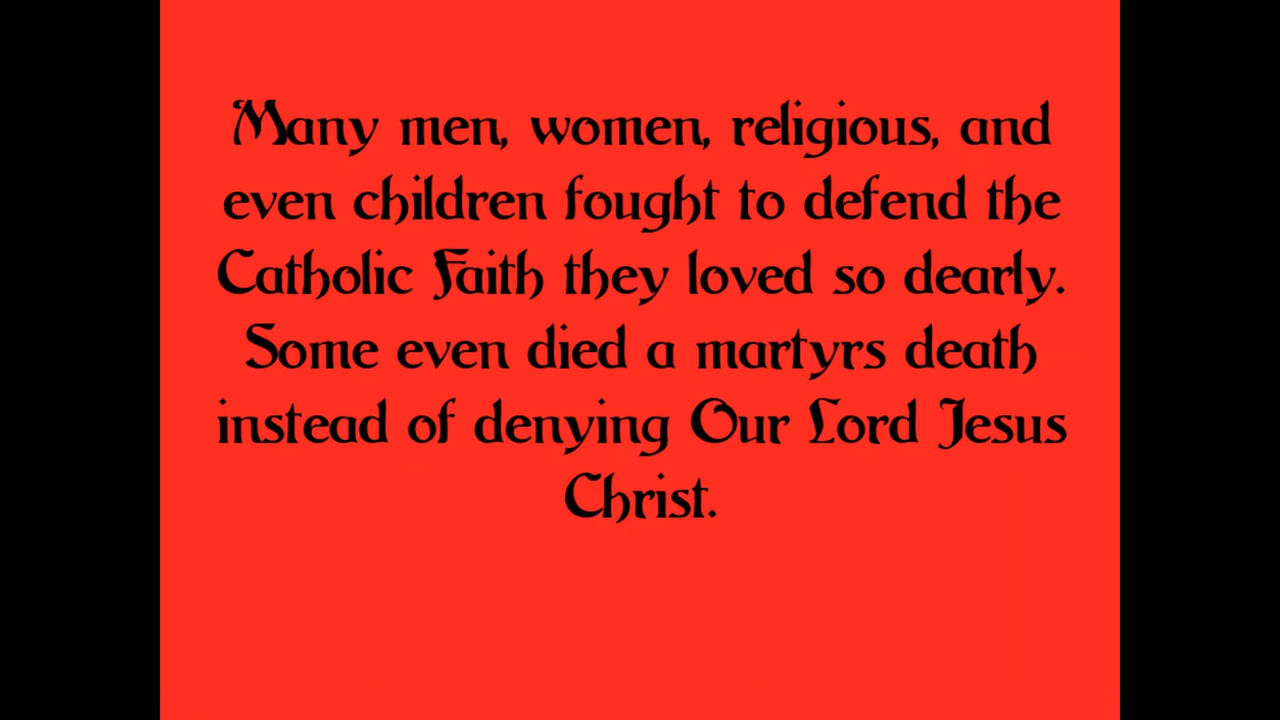 Many men, women, religious, and
even children fought to defend the
Catholic Faith they loved so dearly.
Some even died a martyrs death
instead of denying Our Lord Jesus
Christ.